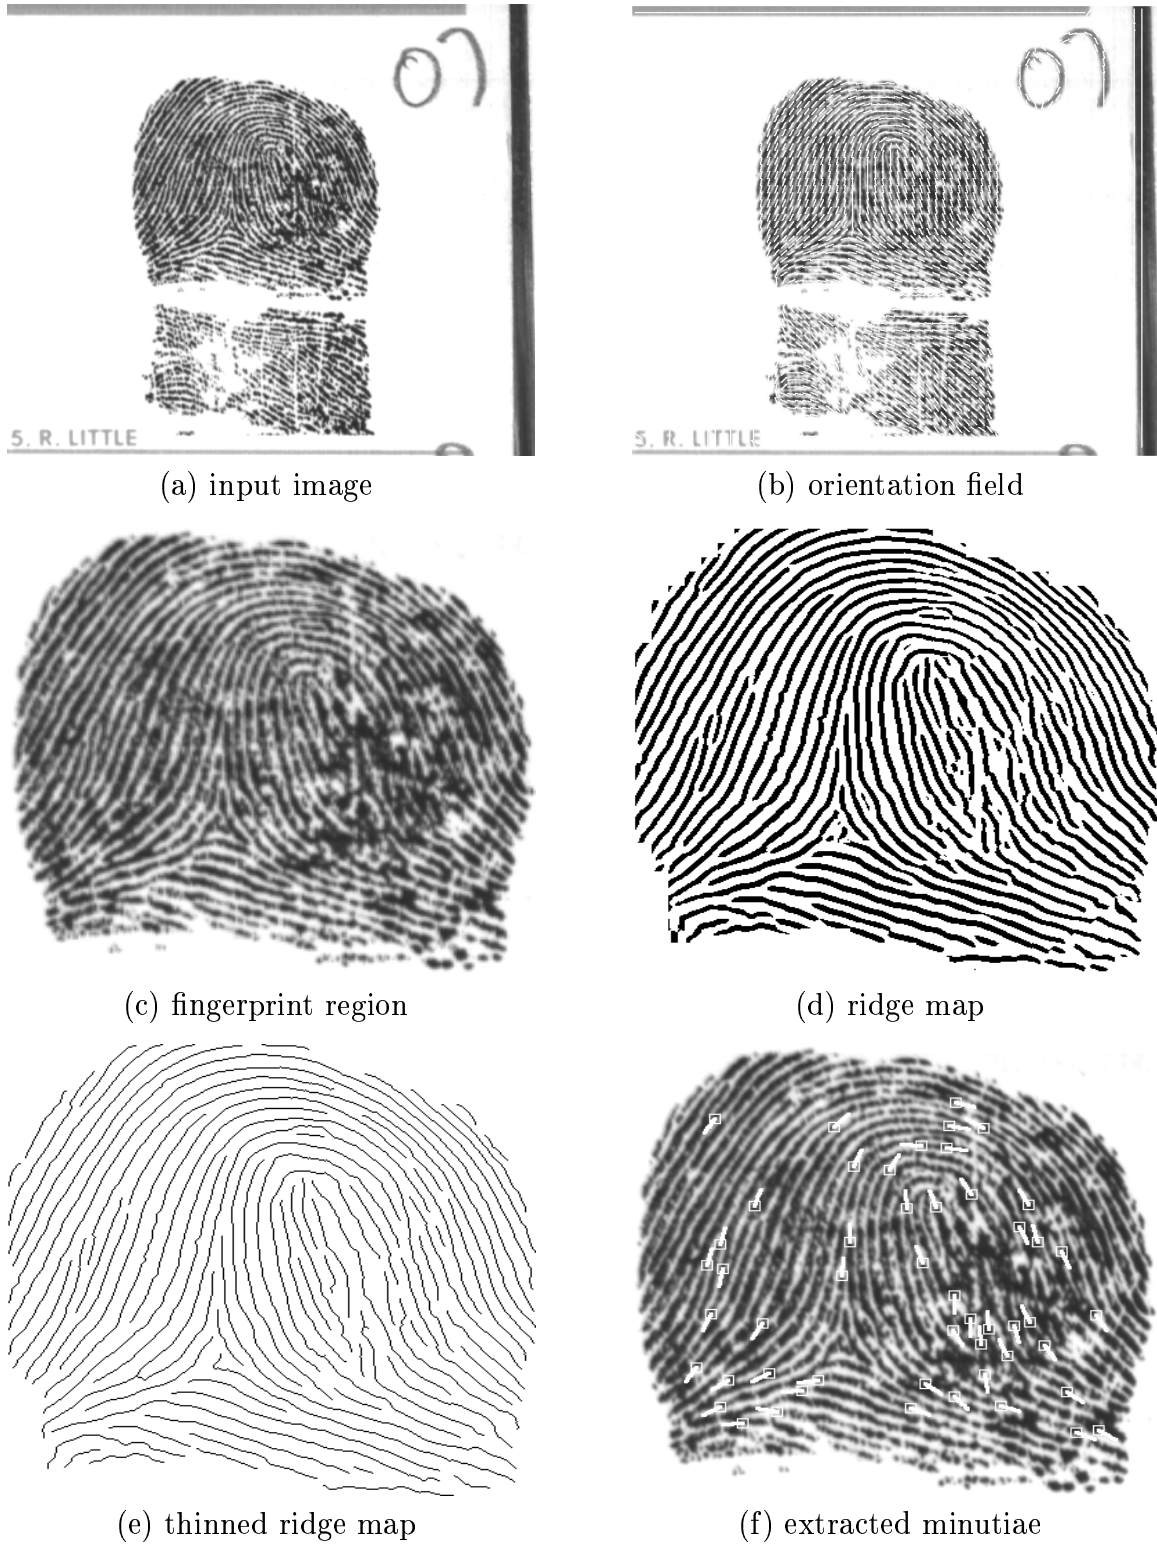 07
07
S. R. LITTLE
S. R. LITTLE
(a) input image
(b) orientation field
(c) fingerprint region
(d) ridge map
(e) thinned ridge map
(f) extracted minutiae